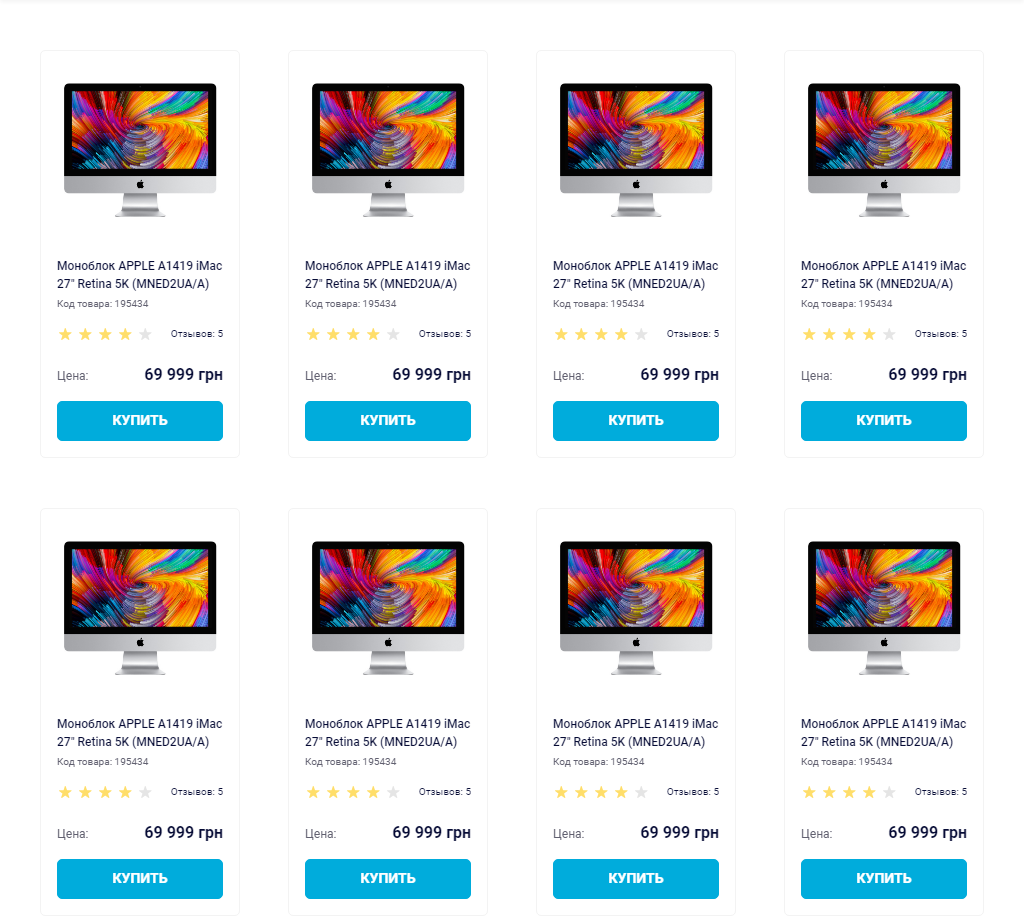 Моноблок APPLE A1419 iMac
27" Retina 5K (MNED2UA/A)
Код товара: 195434
Отзывов: 5
Цена: 69 999 грн
КУПИТЬ
Моноблок APPLE A1419 iMac
27" Retina 5K (MNED2UA/A)
Код товара: 195434
Отзывов: 5
Цена: 69 999 грн
КУПИТЬ
Моноблок APPLE A1419 iMac
27" Retina 5K (MNED2UA/A)
Код товара: 195434
Отзывов: 5
Цена: 69 999 грн
КУПИТЬ
Моноблок APPLE A1419 iMac
27" Retina 5K (MNED2UA/A)
Код товара: 195434
Отзывов: 5
Цена: 69 999 грн
КУПИТЬ
Моноблок APPLE A1419 iMac
27" Retina 5K (MNED2UA/A)
Код товара: 195434
Отзывов: 5
Цена: 69 999 грн
КУПИТЬ
Моноблок APPLE A1419 iMac
27" Retina 5K (MNED2UA/A)
Код товара: 195434
Отзывов: 5
Цена: 69 999 грн
КУПИТЬ
Моноблок APPLE A1419 iMac
27" Retina 5K (MNED2UA/A)
Код товара: 195434
Отзывов: 5
Цена: 69 999 грн
КУПИТЬ
Моноблок APPLE A1419 iMac
27" Retina 5K (MNED2UA/A)
Код товара: 195434
Отзывов: 5
Цена: 69 999 грн
КУПИТЬ